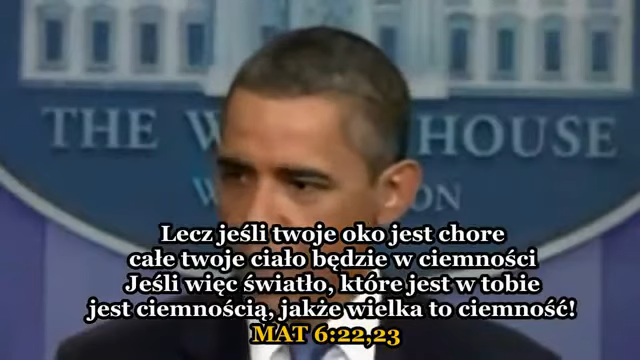 THE HOUSE
Lecz jeśli twoje oko jest chore
całe twoje ciało będzie w ciemności
Jeśli więc światło, które jest w tobie
jest ciemnością, jakże wielka to ciemność!
MAT 6:22,23